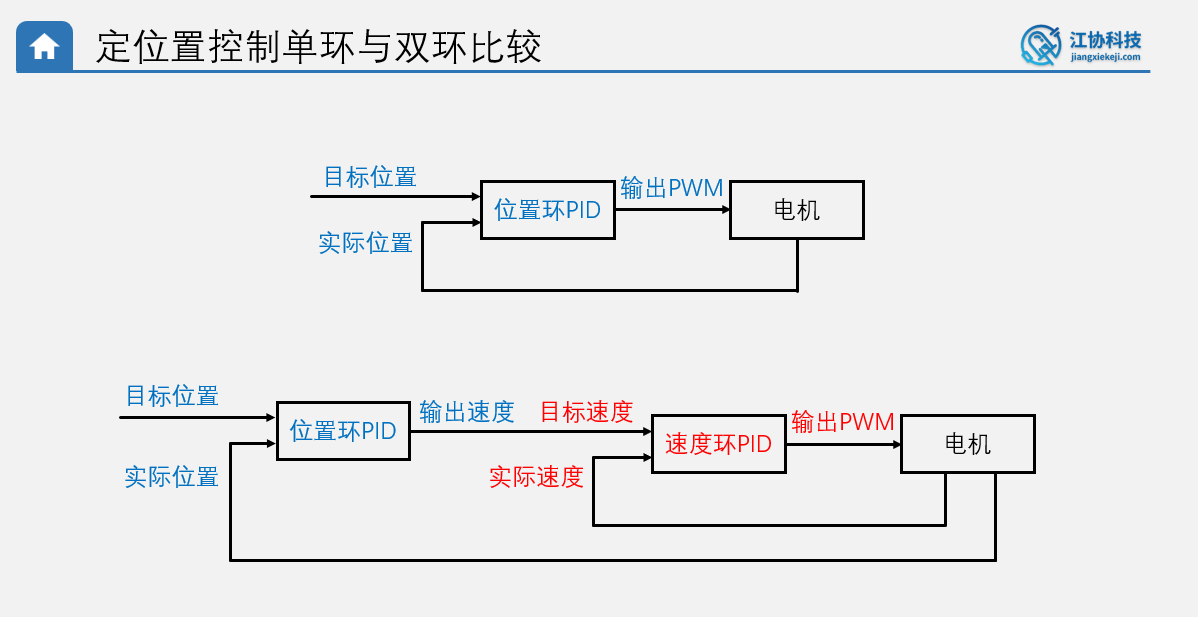 定位置控制单环与双环比较
江协科技
jiangxiekeji.com
目标位置
实际位置
位置环PID
输出PWM
电机
目标位置
实际位置
位置环PID
输出速度
目标速度
实际速度
速度环PID
输出PWM
电机